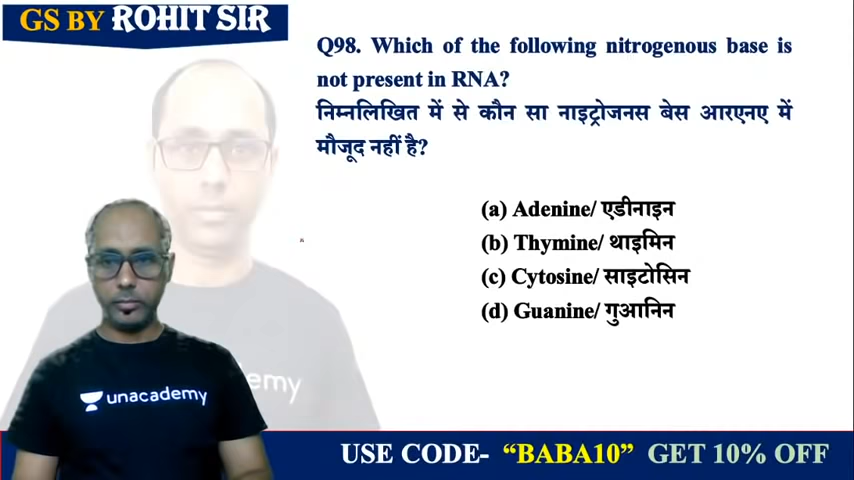 GS BY ROHIT SIR
Q98. Which of the following nitrogenous base is
not present in RNA?
निम्नलिखित में से कौन सा नाइट्रोजनस बेस आरएनए में
मौजूद नहीं है?
(a) Adenine/ एडीनाइन
(b) Thymine/ थाइमिन
(c) Cytosine/ साइटोसिन
(d) Guanine/ गुआनिन
unacademy
emy
USE CODE- “BABA10” GET 10% OFF